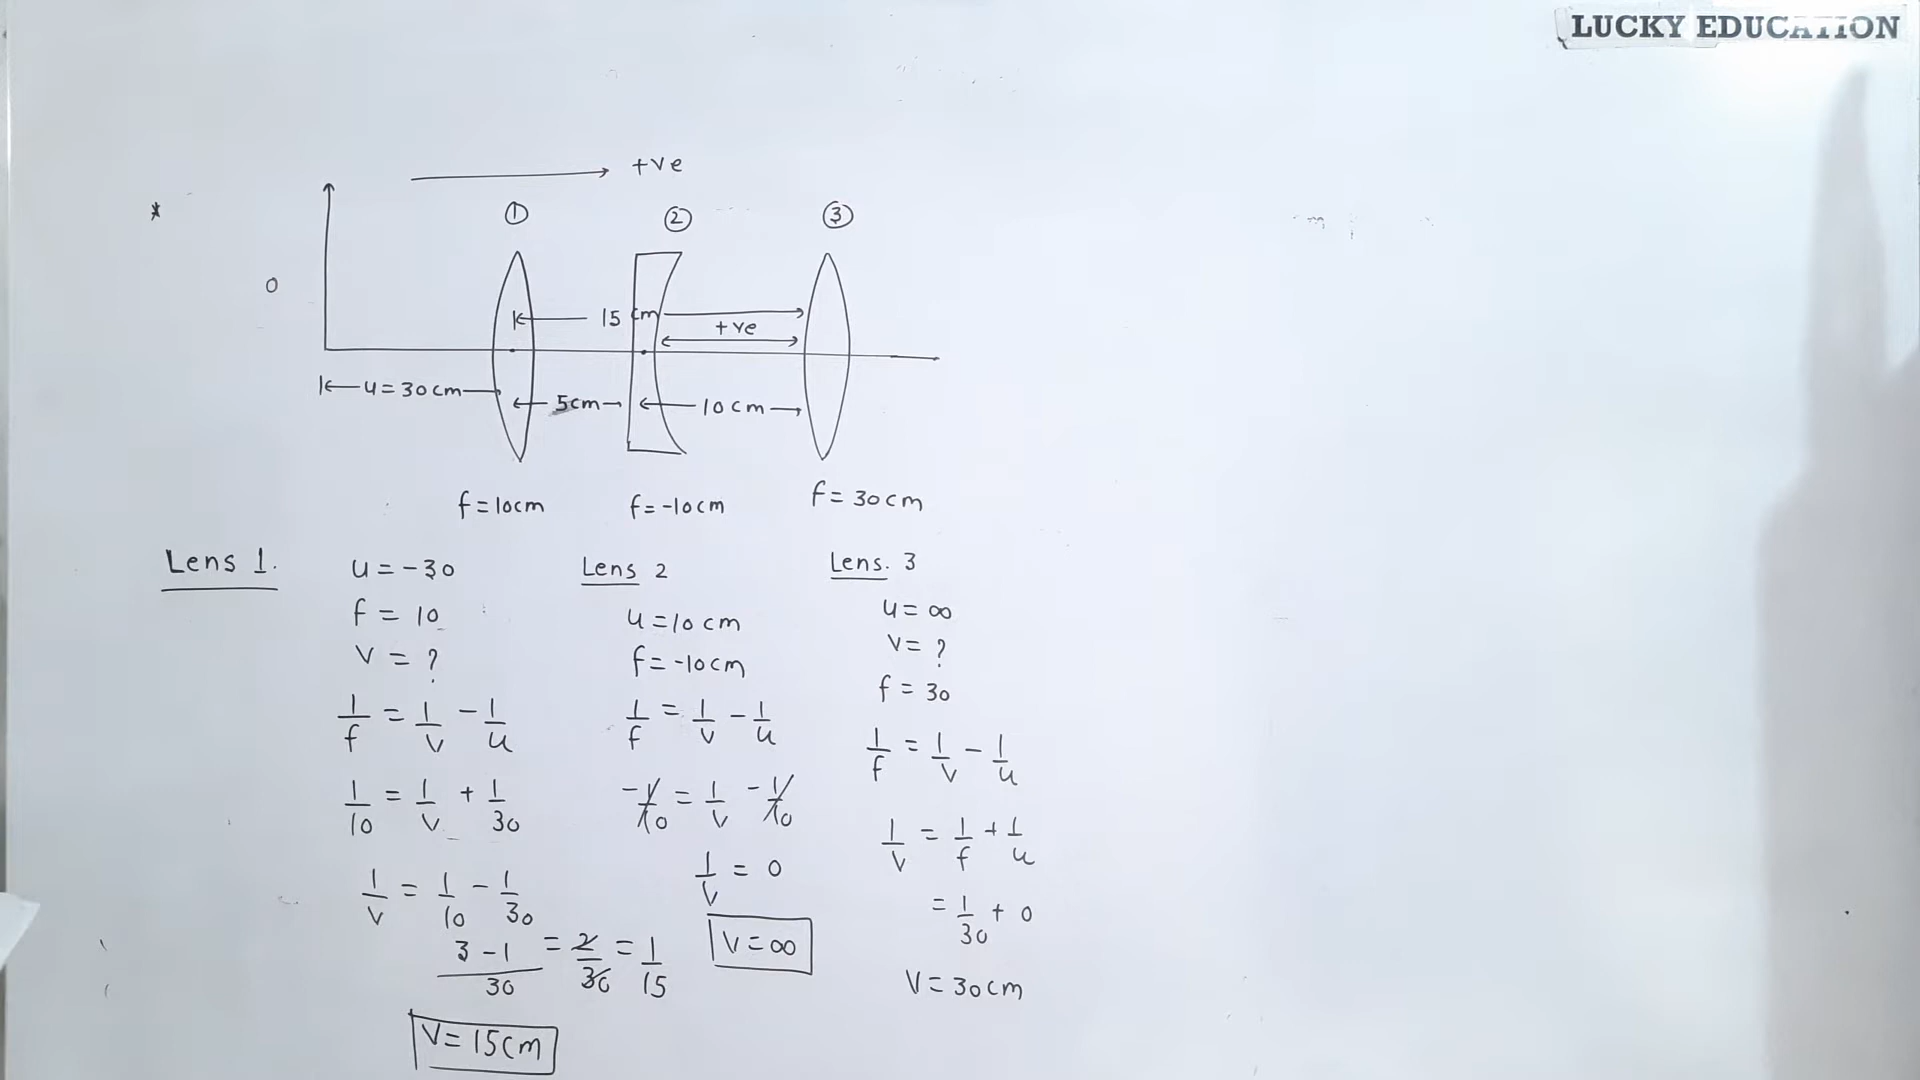 LUCKY EDUCATION
+ve
*
① ② ③
O
15 cm
+ve
u = 30 cm
5cm
10 cm
f = 10cm
f = -10cm
f = 30cm
Lens 1.
u = -30
f = 10
v = ?
1/f = 1/v - 1/u
1/10 = 1/v + 1/30
1/v = 1/10 - 1/30
3 - 1/30 = 2/30 = 1/15
v = 15cm
Lens 2
u = 10 cm
f = -10cm
1/f = 1/v - 1/u
-1/10 = 1/v - 1/10
1/v = 0
v = ∞
Lens. 3
u = ∞
v = ?
f = 30
1/f = 1/v - 1/u
1/v = 1/f + 1/u
= 1/30 + 0
v = 30cm